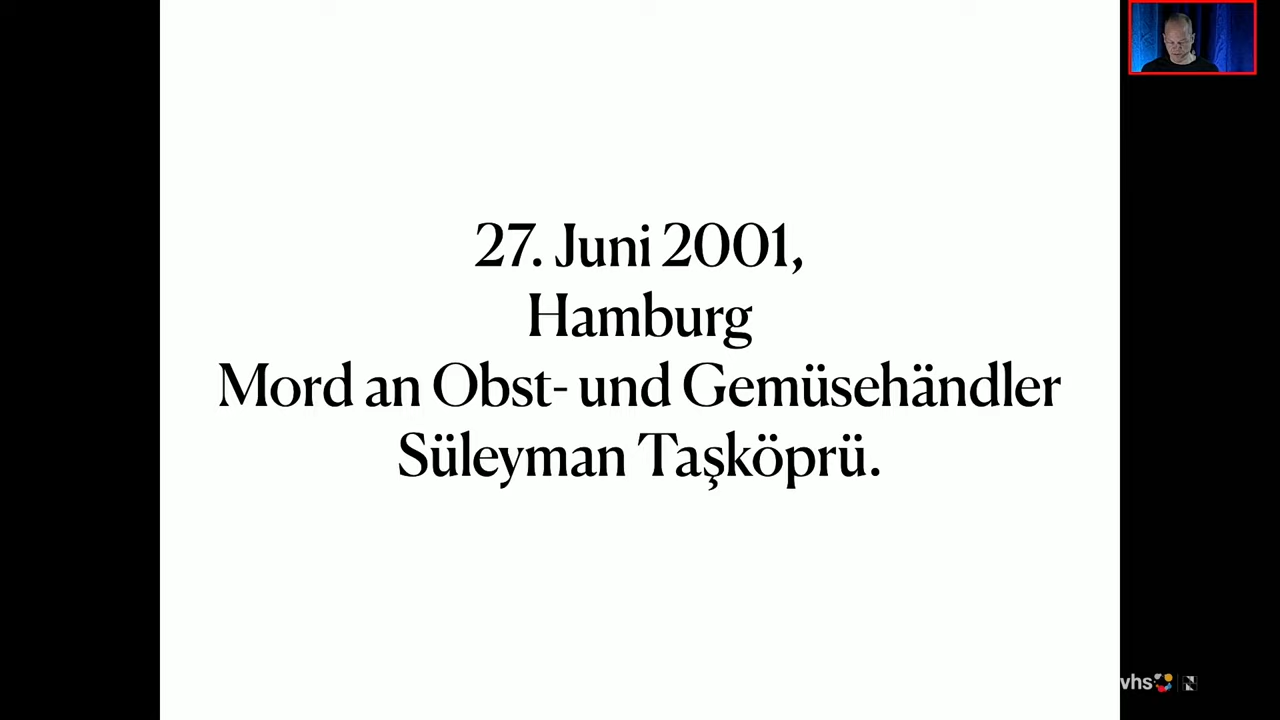 27. Juni 2001,
Hamburg
Mord an Obst- und Gemüsehändler
Süleyman Taşköprü.
vhs